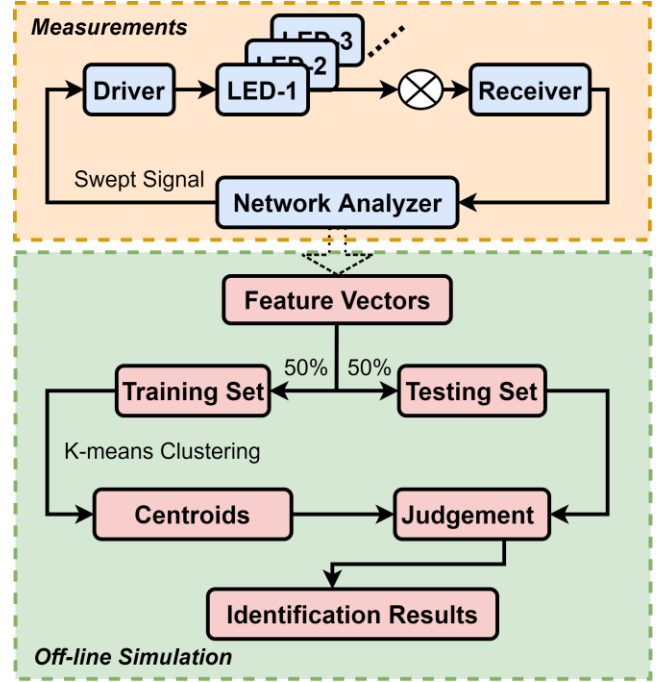 Measurements
LED-3
LED-2
Driver
LED-1
Receiver
Swept Signal
Network Analyzer
Feature Vectors
50%
50%
Training Set
Testing Set
K-means Clustering
Centroids
Judgement
Identification Results
Off-line Simulation